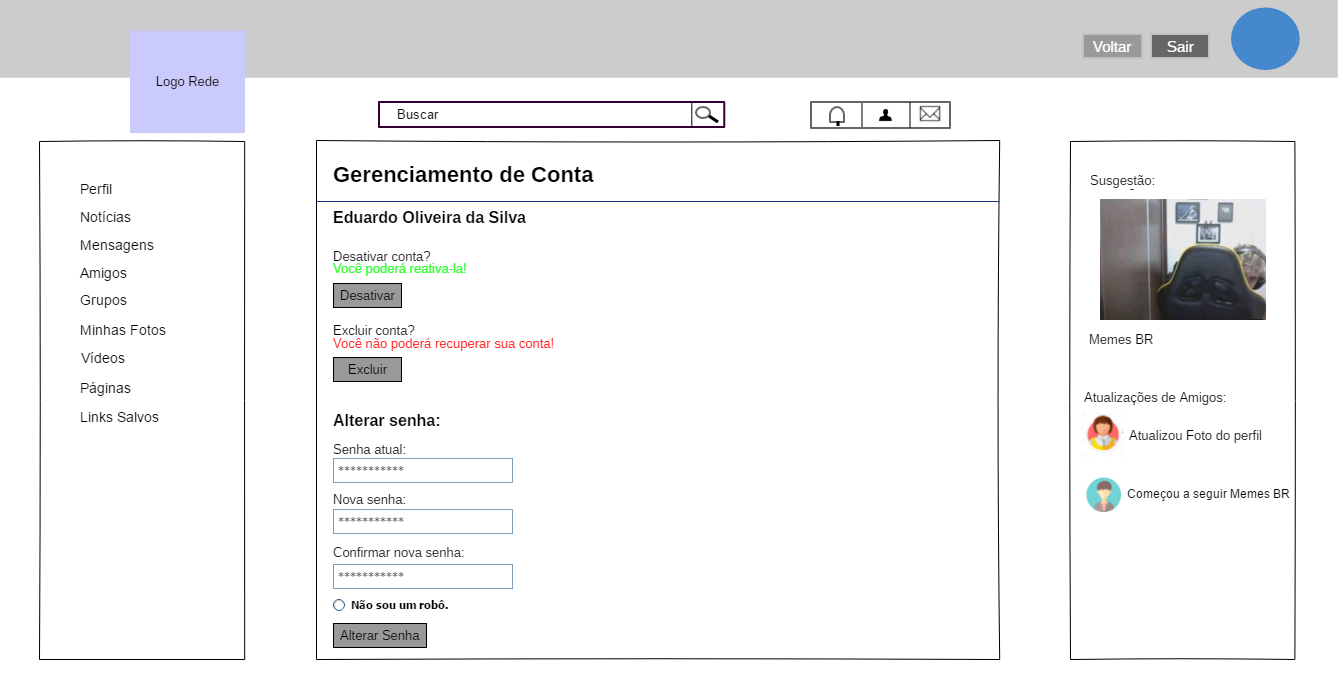 Voltar
Sair
Logo Rede
Buscar
Perfil
Notícias
Mensagens
Amigos
Grupos
Minhas Fotos
Vídeos
Páginas
Links Salvos
Gerenciamento de Conta
Eduardo Oliveira da Silva
Desativar conta?
Você poderá reativa-la!
Desativar
Excluir conta?
Você não poderá recuperar sua conta!
Excluir
Alterar senha:
Senha atual:
***********
Nova senha:
***********
Confirmar nova senha:
***********
Não sou um robô.
Alterar Senha
Susgestão:
Memes BR
Atualizações de Amigos:
Atualizou Foto do perfil
Começou a seguir Memes BR